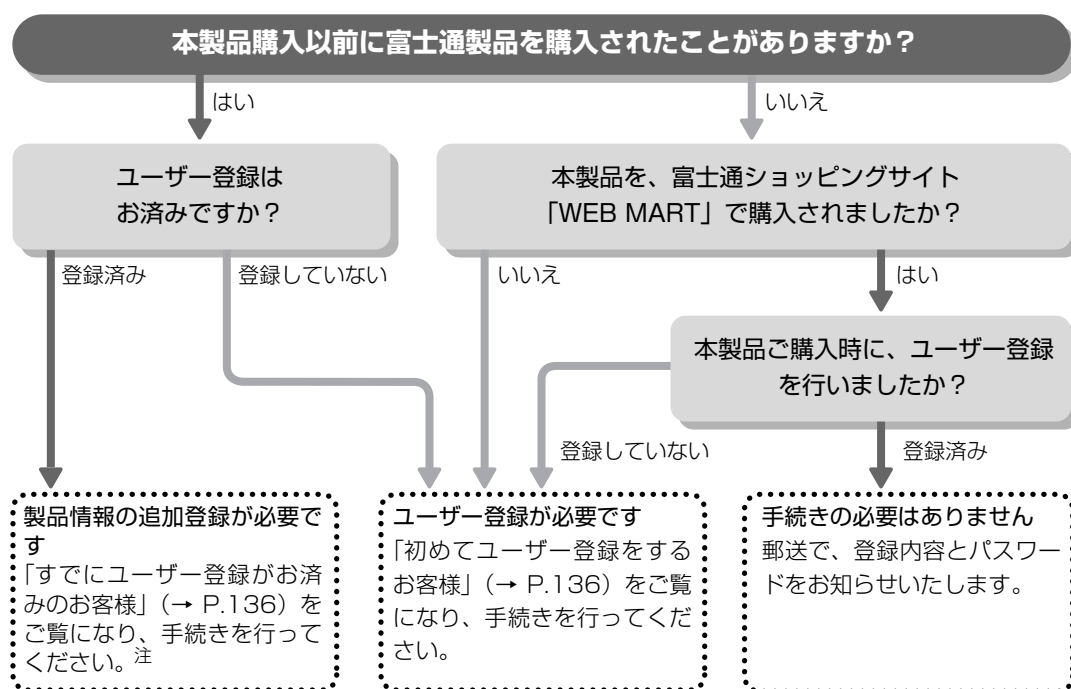 本製品購入以前に富士通製品を購入されたことがありますか？
はい
いいえ
ユーザー登録は
お済みですか？
本製品を、富士通ショッピングサイト
「WEB MART」で購入されましたか？
登録済み
登録していない
いいえ
はい
本製品ご購入時に、ユーザー登録
を行いましたか？
登録していない
登録済み
製品情報の追加登録が必要で
す
「すでにユーザー登録がお済
みのお客様」（→ P.136）を
ご覧になり、手続きを行って
ください。注
ユーザー登録が必要です
「初めてユーザー登録をする
お客様」（→ P.136）をご覧
になり、手続きを行ってくだ
さい。
手続きの必要はありません
郵送で、登録内容とパスワー
ドをお知らせいたします。